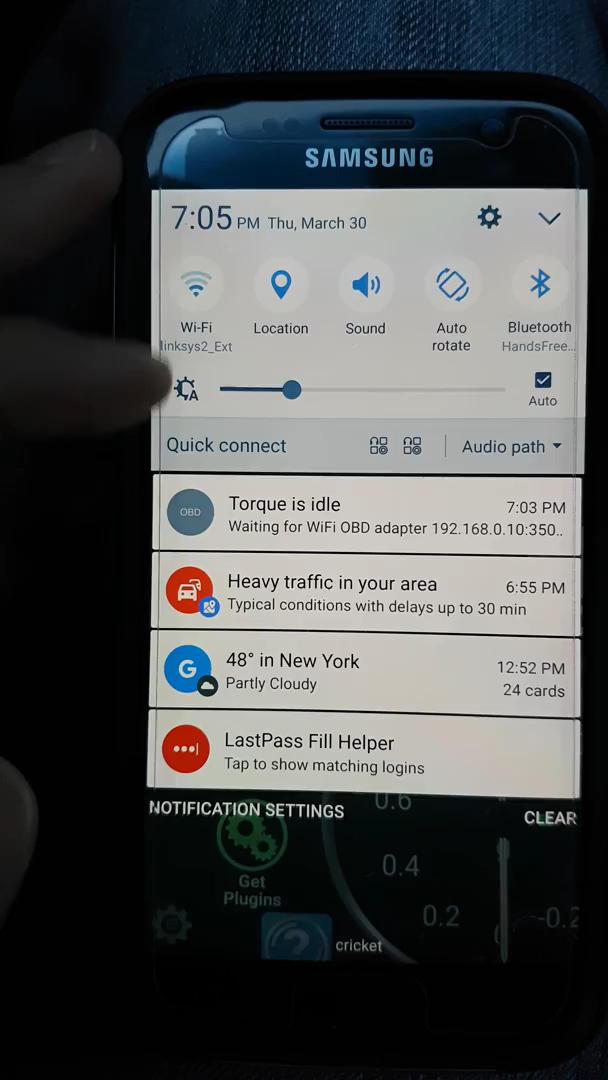 SAMSUNG
7:05 PM Thu, March 30
Wi-Fi
linksys2_Ext
Location
Sound
Auto
rotate
Bluetooth
HandsFree...
A
Auto
Quick connect
Audio path
OBD
Torque is idle
7:03 PM
Waiting for WiFi OBD adapter 192.168.0.10:350..
Heavy traffic in your area
6:55 PM
Typical conditions with delays up to 30 min
G
48° in New York
12:52 PM
Partly Cloudy
24 cards
LastPass Fill Helper
Tap to show matching logins
NOTIFICATION SETTINGS
CLEAR
0.6
0.4
0.2
-0.2
Get
Plugins
?
cricket